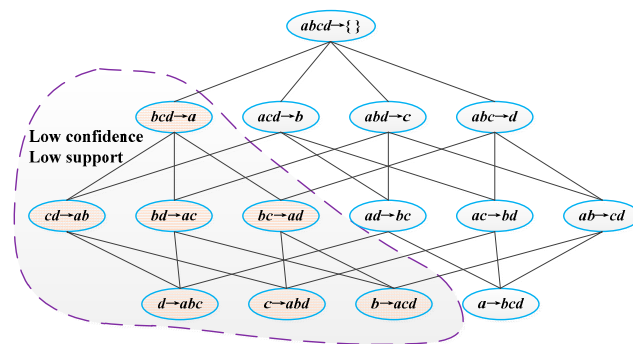 abcd→{ }
bcd→a acd→b abd→c abc→d
Low confidence
Low support
cd→ab bd→ac bc→ad ad→bc ac→bd ab→cd
d→abc c→abd b→acd a→bcd